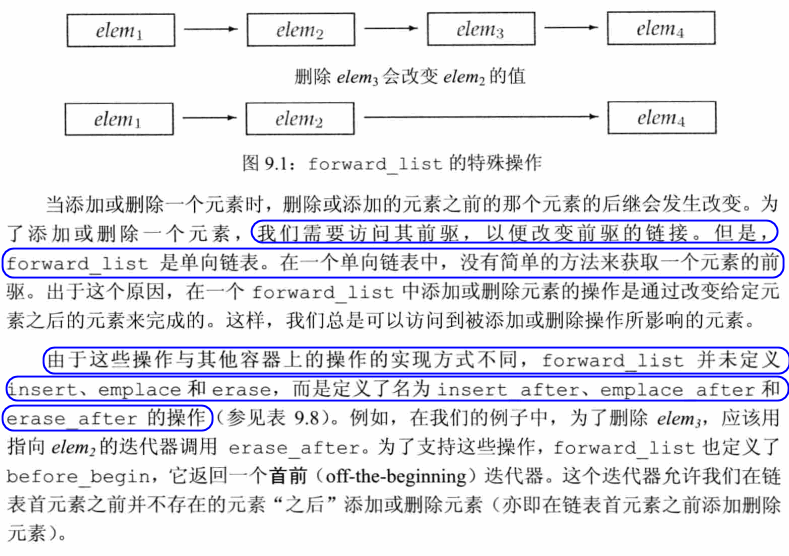 elem1 elem2 elem3 elem4
删除 elem3 会改变 elem2 的值
elem1 elem2 elem4
图 9.1：forward_list 的特殊操作
当添加或删除一个元素时，删除或添加的元素之前的那个元素的后继会发生改变。为
了添加或删除一个元素，我们需要访问其前驱，以便改变前驱的链接。但是，
forward_list 是单向链表。在一个单向链表中，没有简单的方法来获取一个元素的前
驱。出于这个原因，在一个 forward_list 中添加或删除元素的操作是通过改变给定元
素之后的元素来完成的。这样，我们总是可以访问到被添加或删除操作所影响的元素。
由于这些操作与其他容器上的操作的实现方式不同，forward_list 并未定义
insert、emplace 和 erase，而是定义了名为 insert_after、emplace_after 和
erase_after 的操作（参见表 9.8）。例如，在我们的例子中，为了删除 elem3，应该用
指向 elem2 的迭代器调用 erase_after。为了支持这些操作，forward_list 也定义了
before_begin，它返回一个首前（off-the-beginning）迭代器。这个迭代器允许我们在链
表首元素之前并不存在的元素“之后”添加或删除元素（亦即在链表首元素之前添加删除
元素）。